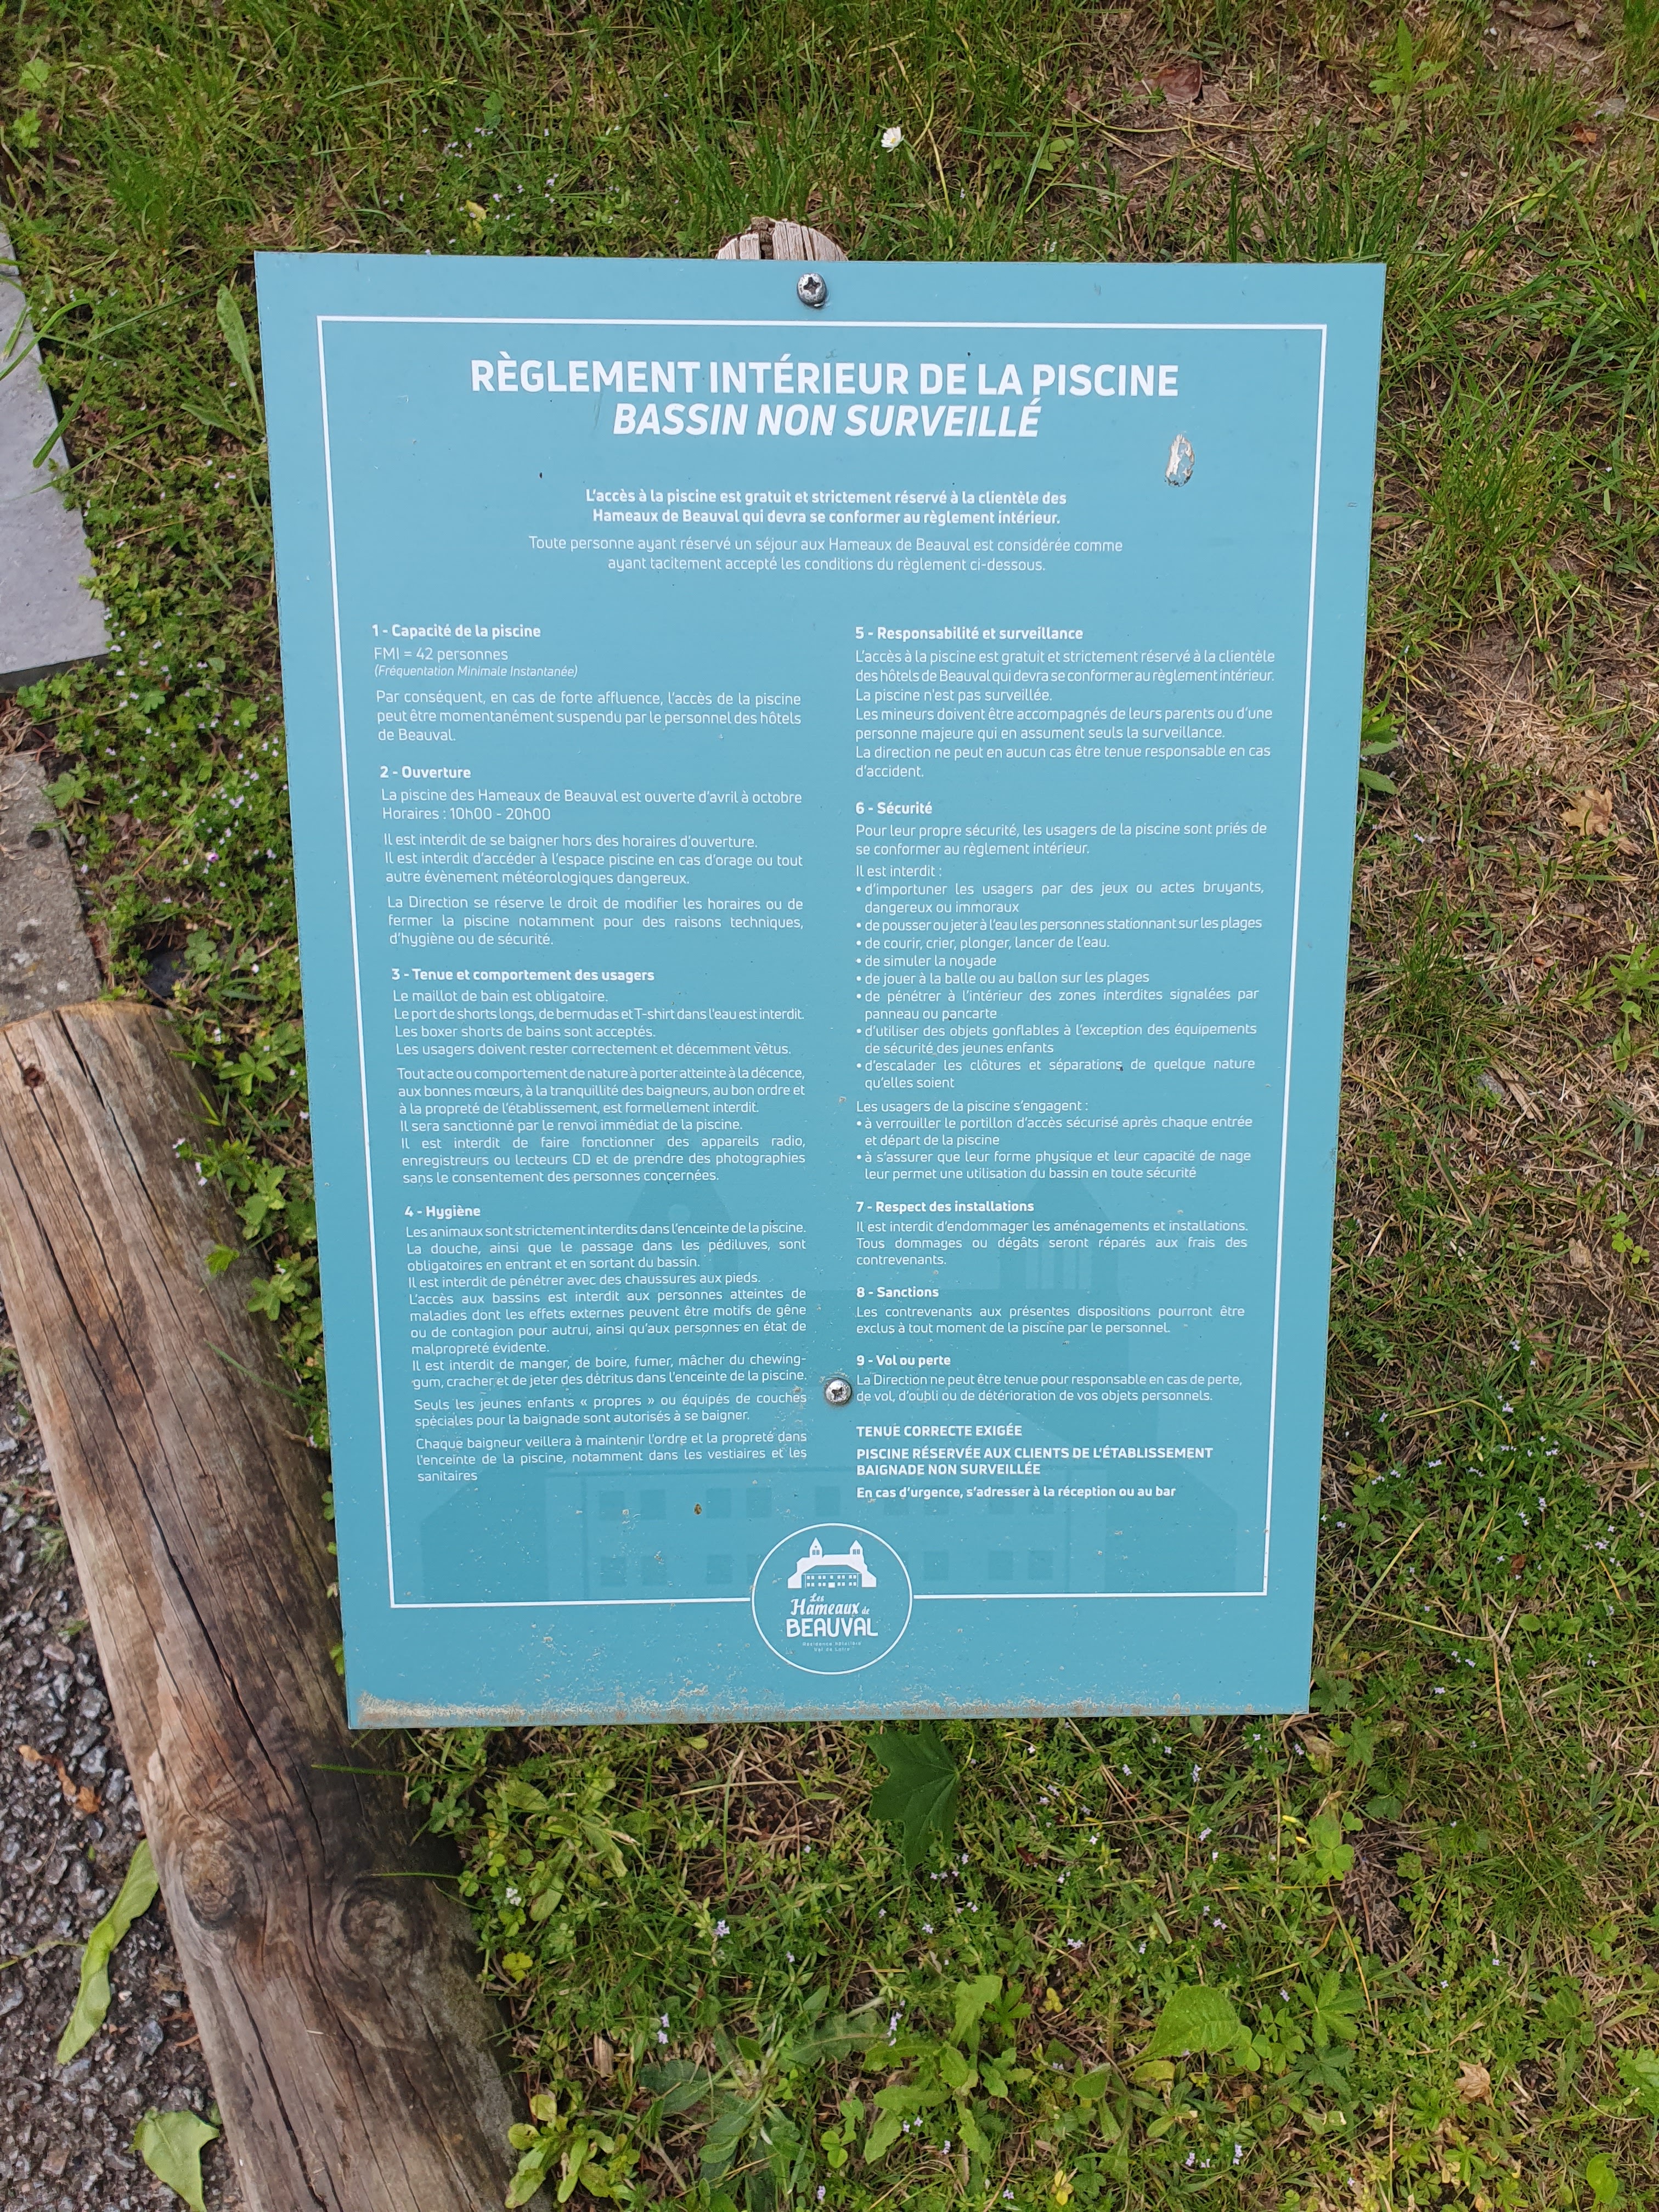 RÈGLEMENT INTÉRIEUR DE LA PISCINE
BASSIN NON SURVEILLÉ
L'accès à la piscine est gratuit et strictement réservé à la clientèle des
Hameaux de Beauval qui devra se conformer au règlement intérieur.
Toute personne ayant réservé un séjour aux Hameaux de Beauval est considérée comme
ayant tacitement accepté les conditions du règlement ci-dessous.
1 - Capacité de la piscine
FMI = 42 personnes
(Fréquentation Minimale Instantanée)
Par conséquent, en cas de forte affluence, l'accès de la piscine
peut être momentanément suspendu par le personnel des hôtels
de Beauval.
2 - Ouverture
La piscine des Hameaux de Beauval est ouverte d'avril à octobre
Horaires : 10h00 - 20h00
Il est interdit de se baigner hors des horaires d'ouverture.
Il est interdit d'accéder à l'espace piscine en cas d'orage ou tout
autre évènement météorologiques dangereux.
La Direction se réserve le droit de modifier les horaires ou de
fermer la piscine notamment pour des raisons techniques,
d'hygiène ou de sécurité.
3 - Tenue et comportement des usagers
Le maillot de bain est obligatoire.
Le port de shorts longs, de bermudas et T-shirt dans l'eau est interdit.
Les boxer shorts de bains sont acceptés.
Les usagers doivent rester correctement et décemment vêtus.
Tout acte ou comportement de nature à porter atteinte à la décence,
aux bonnes mœurs, à la tranquillité des baigneurs, au bon ordre et
à la propreté de l'établissement, est formellement interdit.
Il sera sanctionné par le renvoi immédiat de la piscine.
Il est interdit de faire fonctionner des appareils radio,
enregistreurs ou lecteurs CD et de prendre des photographies
sans le consentement des personnes concernées.
4 - Hygiène
Les animaux sont strictement interdits dans l'enceinte de la piscine.
La douche, ainsi que le passage dans les pédiluves, sont
obligatoires en entrant et en sortant du bassin.
Il est interdit de pénétrer avec des chaussures aux pieds.
L'accès aux bassins est interdit aux personnes atteintes de
maladies dont les effets externes peuvent être motifs de gêne
ou de contagion pour autrui, ainsi qu'aux personnes en état de
malpropreté évidente.
Il est interdit de manger, de boire, fumer, mâcher du chewing-
gum, cracher et de jeter des détritus dans l'enceinte de la piscine.
Seuls les jeunes enfants « propres » ou équipés de couches
spéciales pour la baignade sont autorisés à se baigner.
Chaque baigneur veillera à maintenir l'ordre et la propreté dans
l'enceinte de la piscine, notamment dans les vestiaires et les
sanitaires
5 - Responsabilité et surveillance
L'accès à la piscine est gratuit et strictement réservé à la clientèle
des hôtels de Beauval qui devra se conformer au règlement intérieur.
La piscine n'est pas surveillée.
Les mineurs doivent être accompagnés de leurs parents ou d'une
personne majeure qui en assument seuls la surveillance.
La direction ne peut en aucun cas être tenue responsable en cas
d'accident.
6 - Sécurité
Pour leur propre sécurité, les usagers de la piscine sont priés de
se conformer au règlement intérieur.
Il est interdit :
• d'importuner les usagers par des jeux ou actes bruyants,
dangereux ou immoraux
• de pousser ou jeter à l'eau les personnes stationnant sur les plages
• de courir, crier, plonger, lancer de l'eau.
• de simuler la noyade
• de jouer à la balle ou au ballon sur les plages
• de pénétrer à l'intérieur des zones interdites signalées par
panneau ou pancarte
• d'utiliser des objets gonflables à l'exception des équipements
de sécurité des jeunes enfants
• d'escalader les clôtures et séparations de quelque nature
qu'elles soient
Les usagers de la piscine s'engagent :
• à verrouiller le portillon d'accès sécurisé après chaque entrée
et départ de la piscine
• à s'assurer que leur forme physique et leur capacité de nage
leur permet une utilisation du bassin en toute sécurité
7 - Respect des installations
Il est interdit d'endommager les aménagements et installations.
Tous dommages ou dégâts seront réparés aux frais des
contrevenants.
8 - Sanctions
Les contrevenants aux présentes dispositions pourront être
exclus à tout moment de la piscine par le personnel.
9 - Vol ou perte
La Direction ne peut être tenue pour responsable en cas de perte,
de vol, d'oubli ou de détérioration de vos objets personnels.
TENUE CORRECTE EXIGÉE
PISCINE RÉSERVÉE AUX CLIENTS DE L'ÉTABLISSEMENT
BAIGNADE NON SURVEILLÉE
En cas d'urgence, s'adresser à la réception ou au bar
Les
Hameaux de
BEAUVAL
Résidence hôtelière
Val de Loire